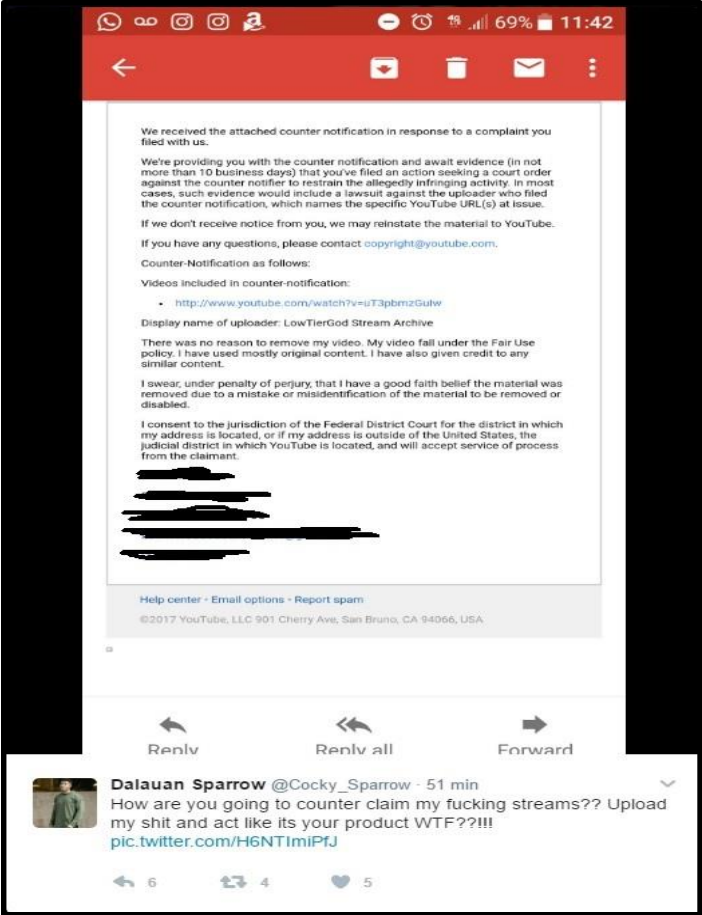 69% 11:42
We received the attached counter notification in response to a complaint you
filed with us.
We're providing you with the counter notification and await evidence (in not
more than 10 business days) that you've filed an action seeking a court order
against the counter notifier to restrain the allegedly infringing activity. In most
cases, such evidence would include a lawsuit against the uploader who filed
the counter notification, which names the specific YouTube URL(s) at issue.
If we don't receive notice from you, we may reinstate the material to YouTube.
If you have any questions, please contact copyright@youtube.com.
Counter-Notification as follows:
Videos included in counter-notification:
• http://www.youtube.com/watch?v=uT3pbmzGulw
Display name of uploader: LowTierGod Stream Archive
There was no reason to remove my video. My video fall under the Fair Use
policy. I have used mostly original content. I have also given credit to any
similar content.
I swear, under penalty of perjury, that I have a good faith belief the material was
removed due to a mistake or misidentification of the material to be removed or
disabled.
I consent to the jurisdiction of the Federal District Court for the district in which
my address is located, or if my address is outside of the United States, the
judicial district in which YouTube is located, and will accept service of process
from the claimant.
Help center - Email options - Report spam
©2017 YouTube, LLC 901 Cherry Ave, San Bruno, CA 94066, USA
Reply Reply all Forward
Dalauan Sparrow @Cocky_Sparrow · 51 min
How are you going to counter claim my fucking streams?? Upload
my shit and act like its your product WTF??!!!
pic.twitter.com/H6NTImiPfJ
6 4 5